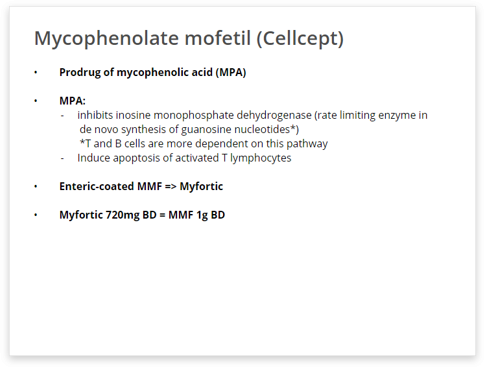 Mycophenolate mofetil (Cellcept)
• Prodrug of mycophenolic acid (MPA)
• MPA:
- inhibits inosine monophosphate dehydrogenase (rate limiting enzyme in
de novo synthesis of guanosine nucleotides*)
*T and B cells are more dependent on this pathway
- Induce apoptosis of activated T lymphocytes
• Enteric-coated MMF => Myfortic
• Myfortic 720mg BD = MMF 1g BD